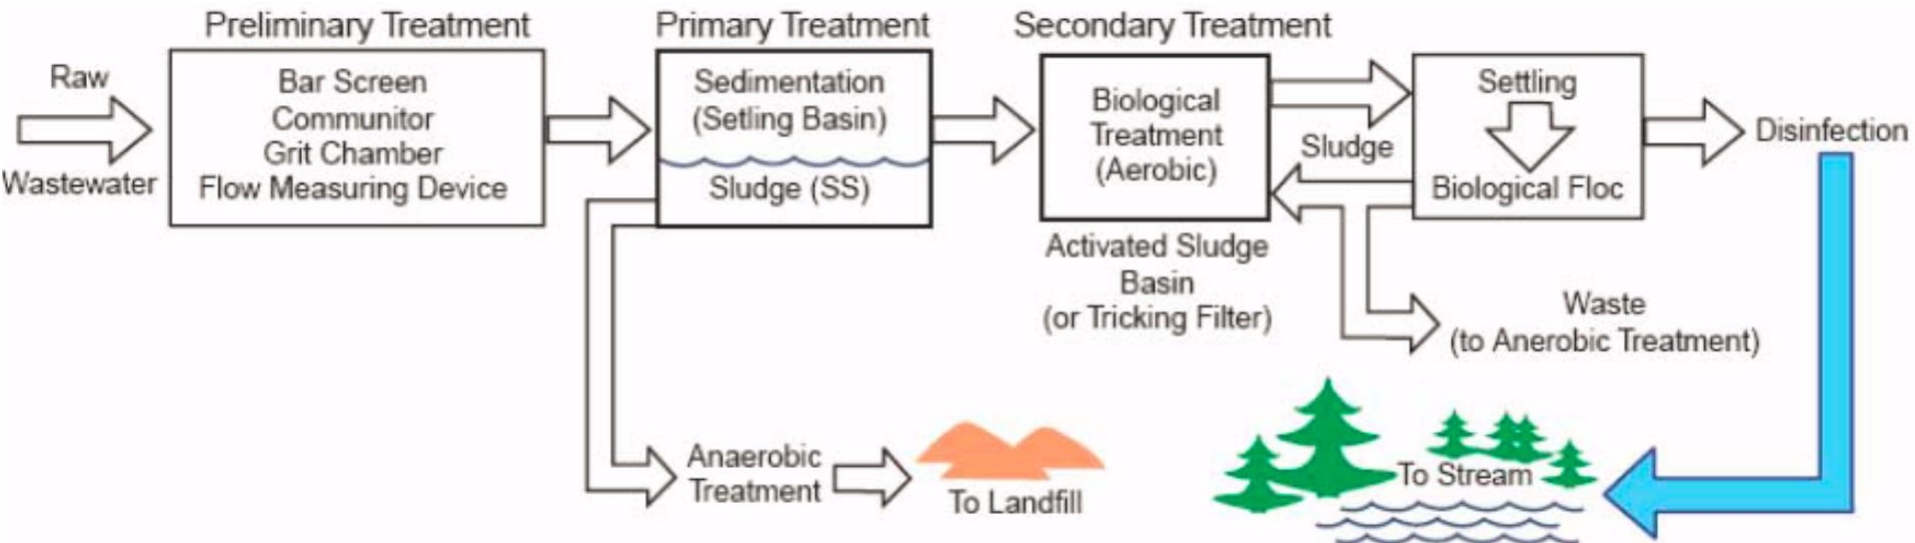 Preliminary Treatment
Primary Treatment
Secondary Treatment
Raw
Wastewater
Bar Screen
Communitor
Grit Chamber
Flow Measuring Device
Sedimentation
(Setling Basin)
Sludge (SS)
Biological
Treatment
(Aerobic)
Activated Sludge
Basin
(or Tricking Filter)
Sludge
Settling
Biological Floc
Disinfection
Waste
(to Anerobic Treatment)
Anaerobic
Treatment
To Landfill
To Stream